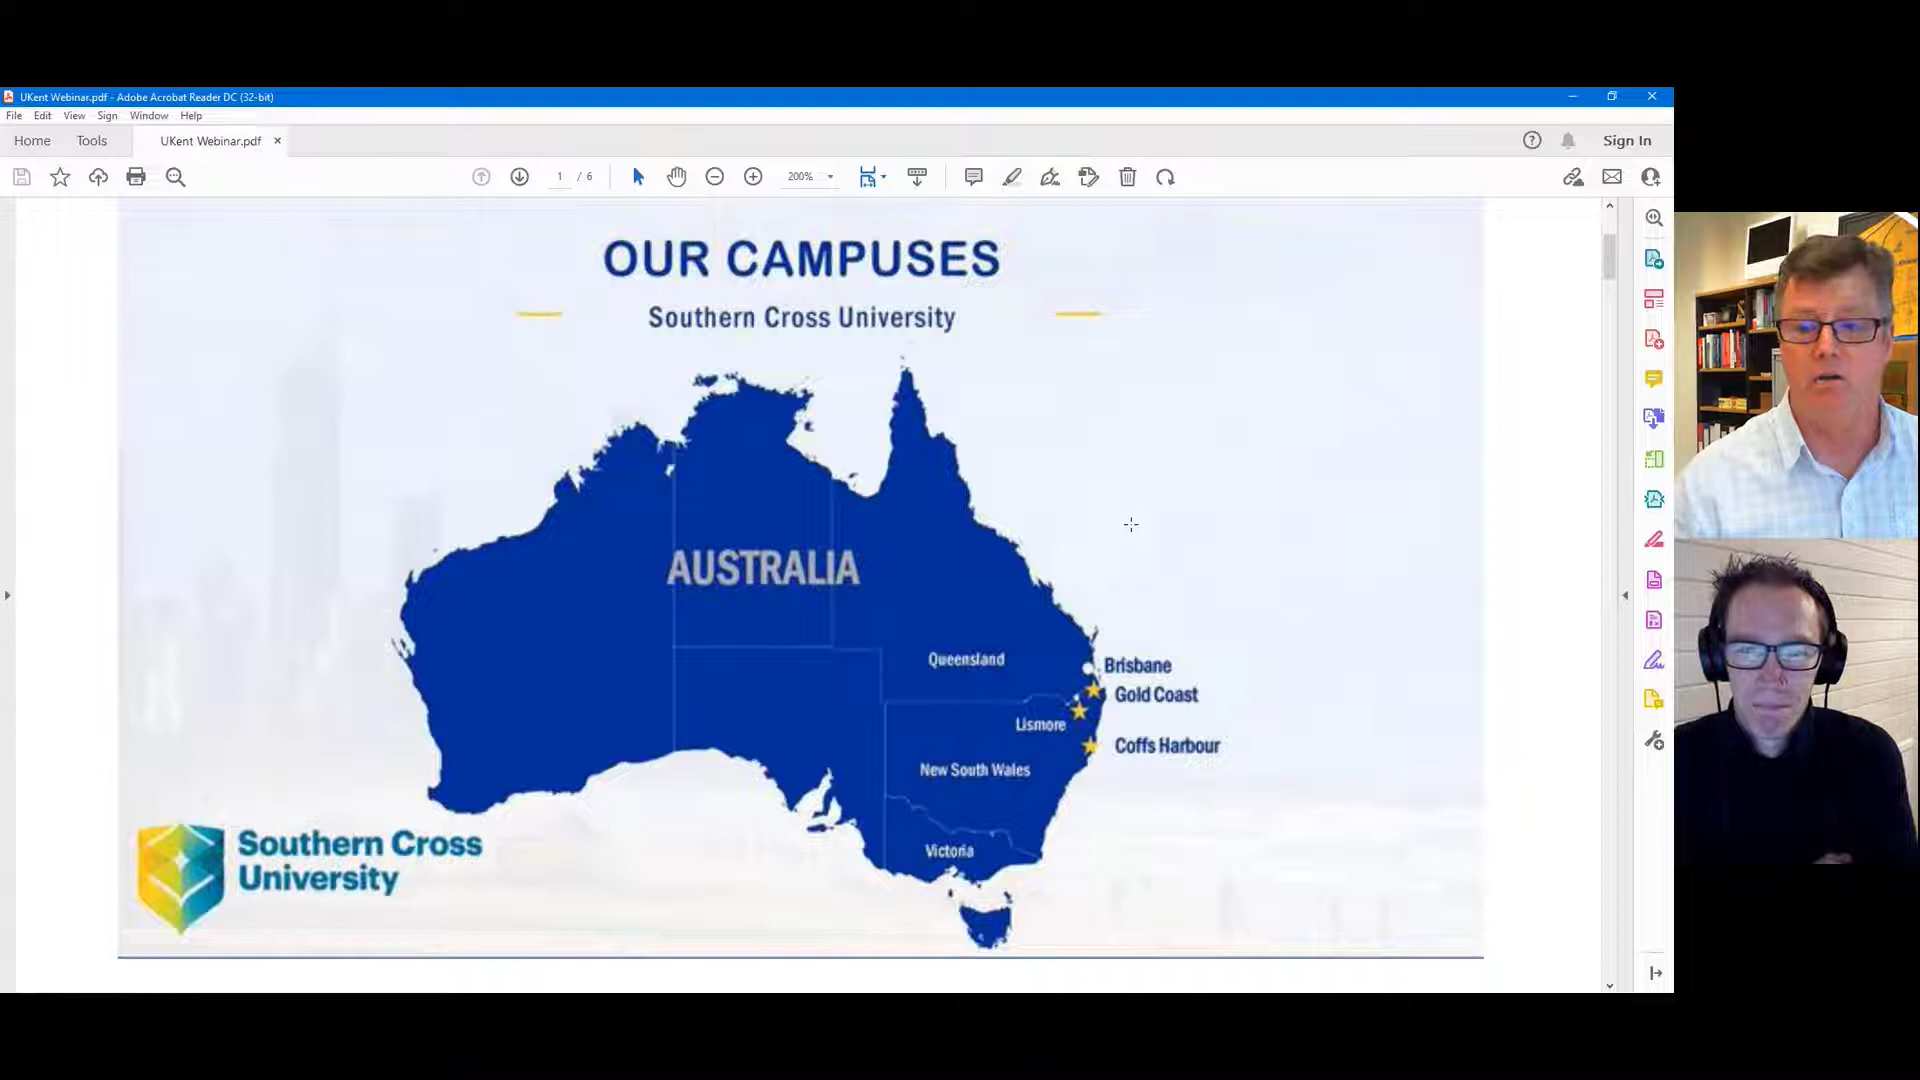 UKent Webinar.pdf - Adobe Acrobat Reader DC (32-bit)
File Edit View Sign Window Help
Home Tools UKent Webinar.pdf Sign In
1 / 6 200%
OUR CAMPUSES
Southern Cross University
AUSTRALIA
Queensland
Brisbane
Gold Coast
Lismore
Coffs Harbour
New South Wales
Victoria
Southern Cross
University